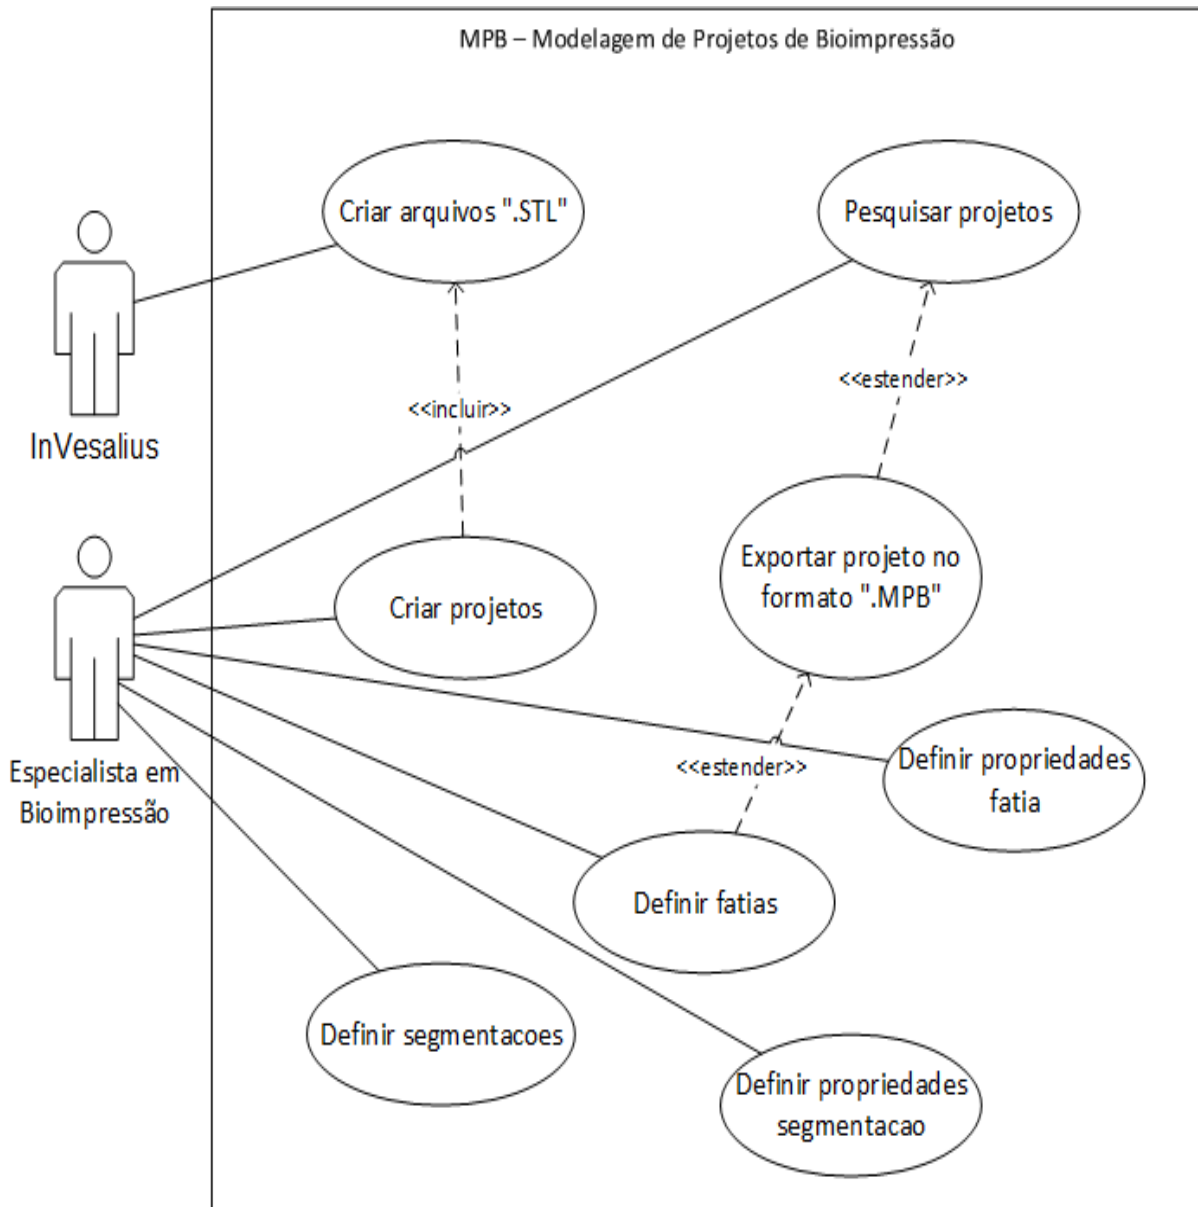 MPB – Modelagem de Projetos de Bioimpressão
Criar arquivos ".STL"
Pesquisar projetos
<<estender>>
<<incluir>>
InVesalius
Exportar projeto no
formato ".MPB"
Criar projetos
Especialista em
Bioimpressão
<<estender>>
Definir propriedades
fatia
Definir fatias
Definir segmentacoes
Definir propriedades
segmentacao